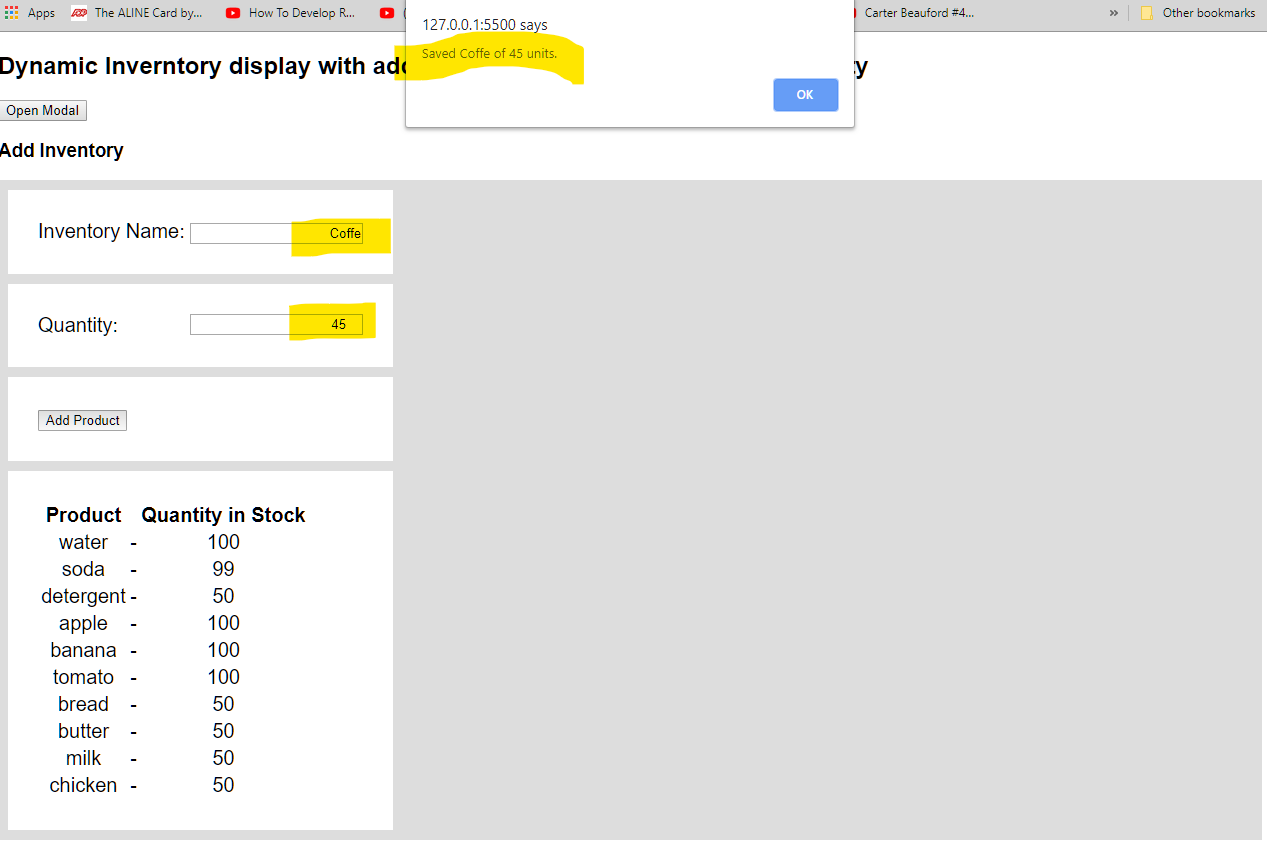 Apps The ALINE Card by... How To Develop R... Carter Beauford #4... » Other bookmarks
127.0.0.1:5500 says
Saved Coffe of 45 units.
OK
Dynamic Inverntory display with
Open Modal
Add Inventory
Inventory Name: Coffe
Quantity: 45
Add Product
Product Quantity in Stock
water - 100
soda - 99
detergent - 50
apple - 100
banana - 100
tomato - 100
bread - 50
butter - 50
milk - 50
chicken - 50